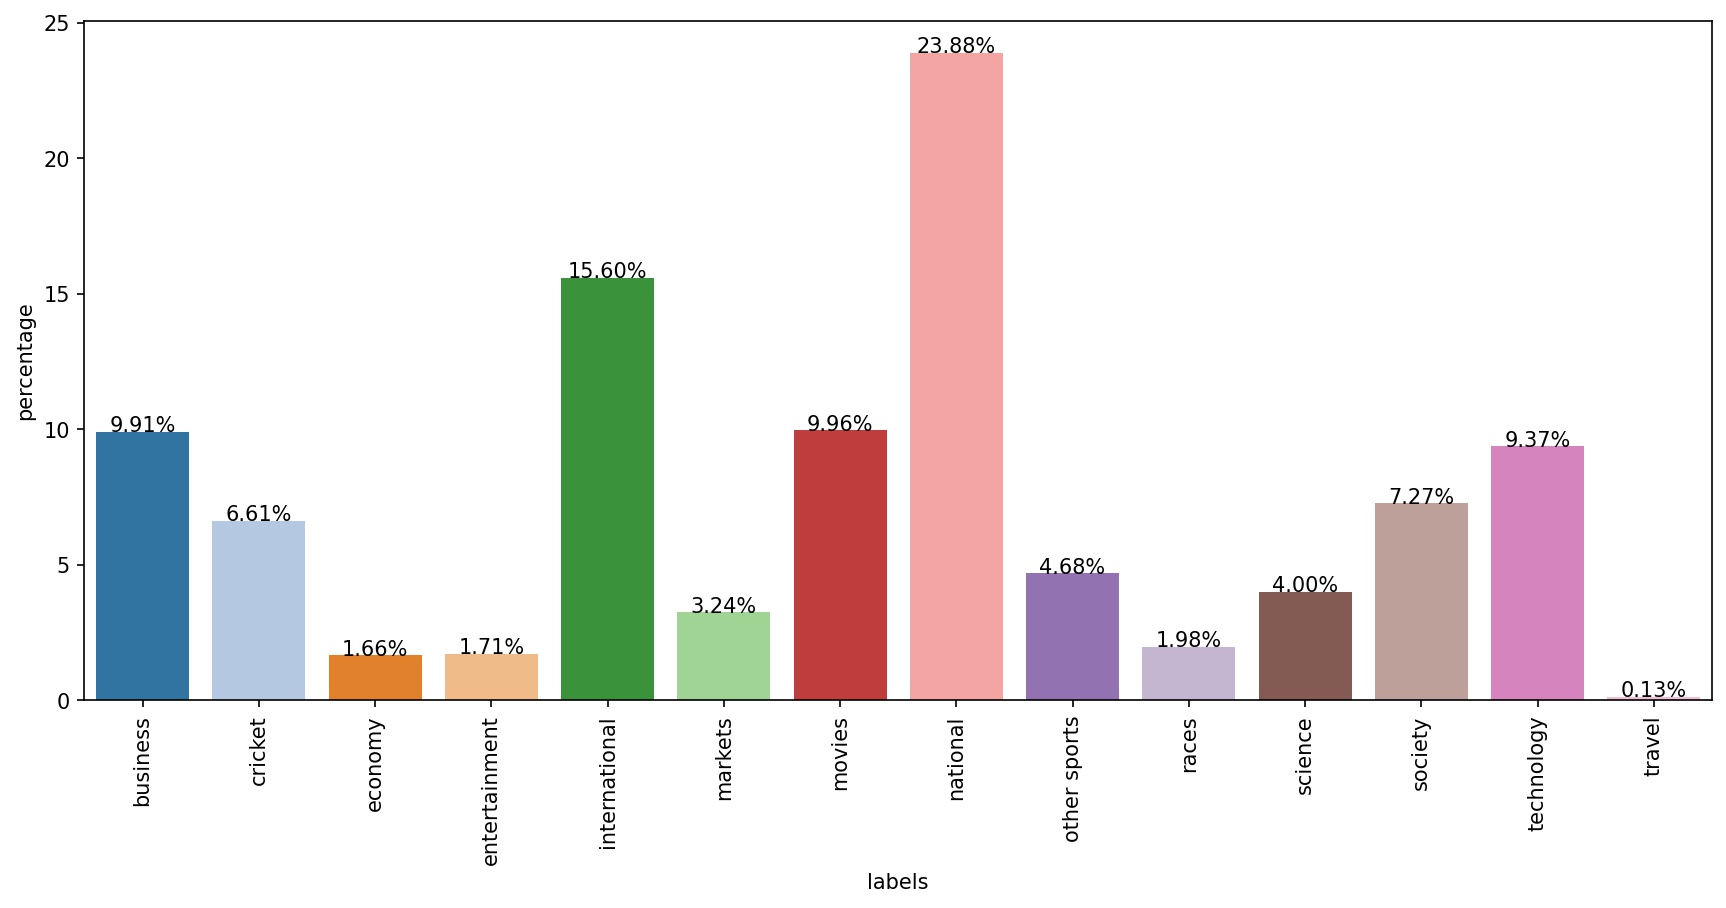 25
20
15
10
5
0
percentage
9.91%
6.61%
1.66%
1.71%
15.60%
3.24%
9.96%
23.88%
4.68%
1.98%
4.00%
7.27%
9.37%
0.13%
business
cricket
economy
entertainment
international
markets
movies
national
other sports
races
science
society
technology
travel
labels